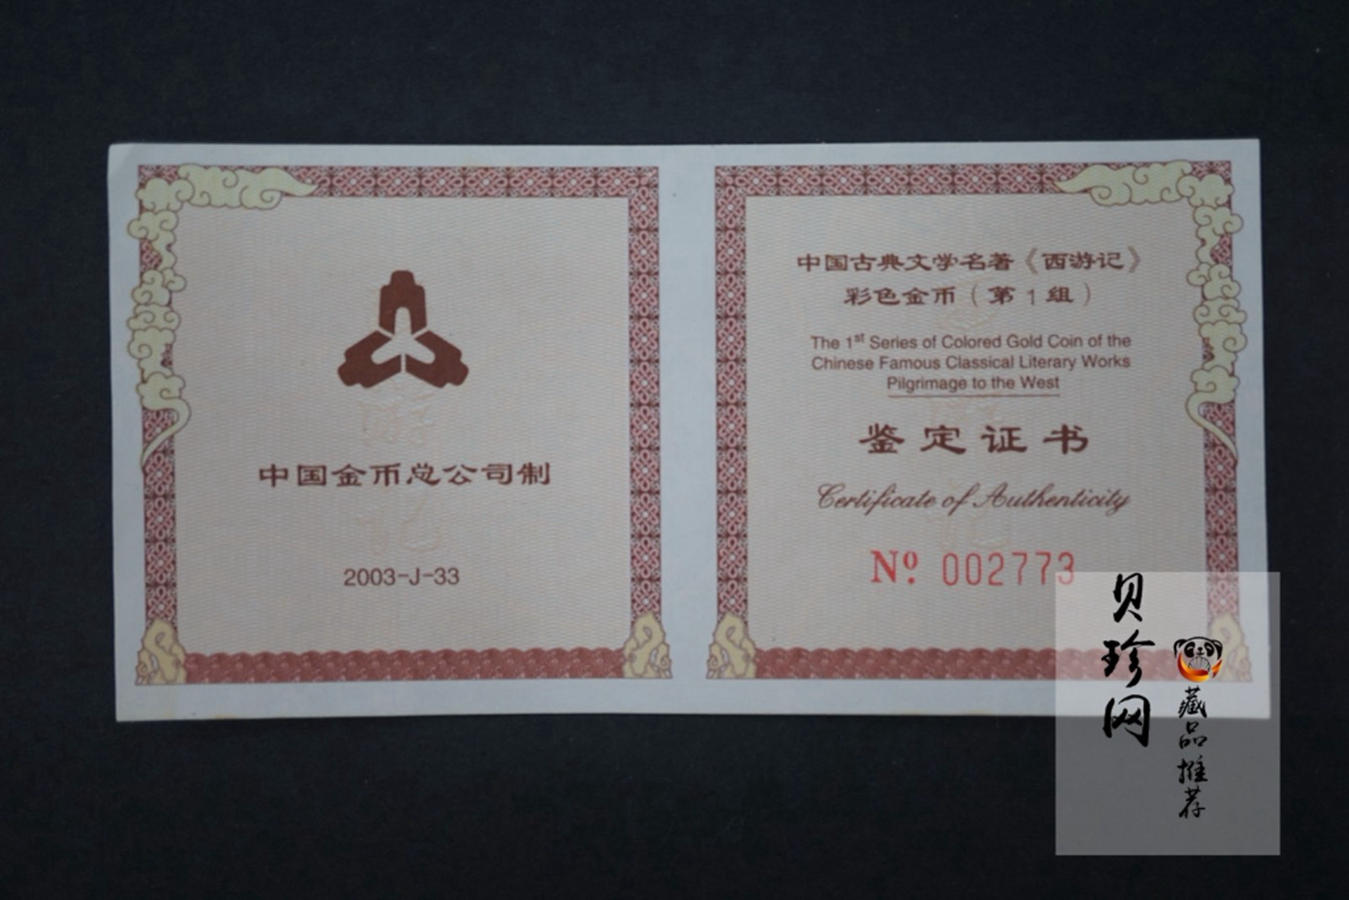 中国金币总公司制
2003-J-33
中国古典文学名著《西游记》
彩色金币（第1组）
The 1st Series of Colored Gold Coin of the
Chinese Famous Classical Literary Works
Pilgrimage to the West
鉴定证书
Certificate of Authenticity
Nº 002773
贝珍网
藏品推荐